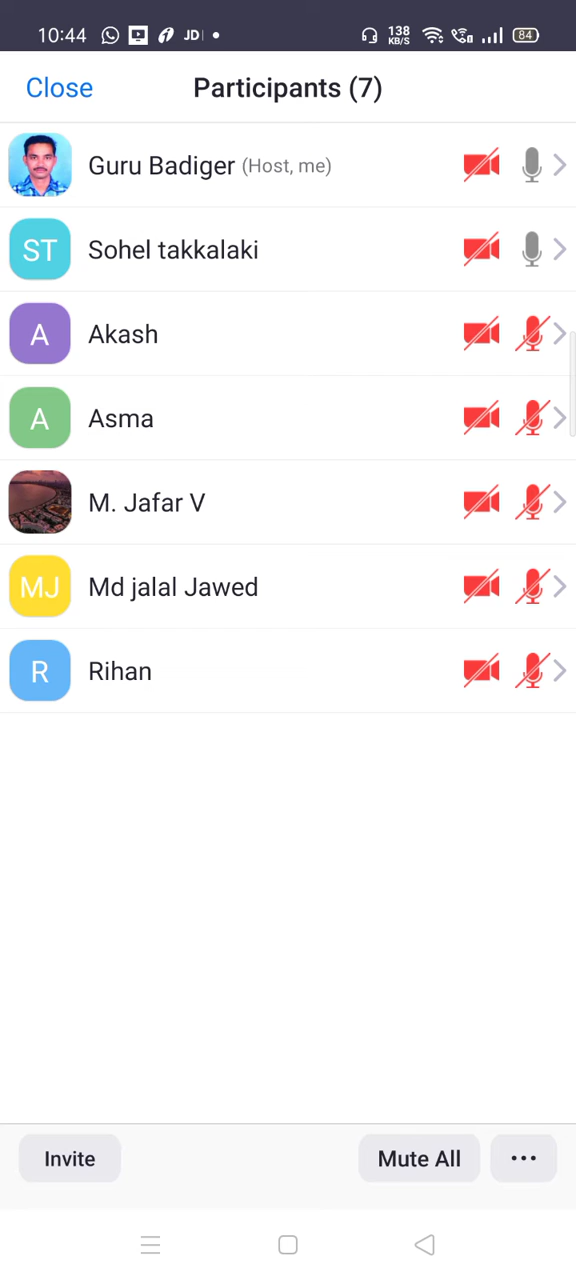 10:44 JD 138 KB/S 84
Close Participants (7)
Guru Badiger (Host, me)
ST Sohel takkalaki
A Akash
A Asma
M. Jafar V
MJ Md jalal Jawed
R Rihan
Invite Mute All ...